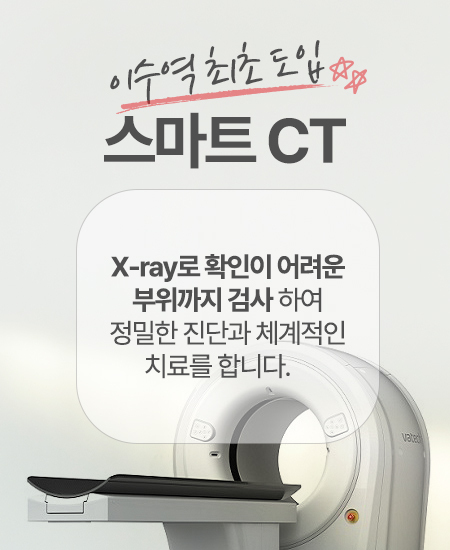 이수역 최초 도입
스마트 CT
X-ray로 확인이 어려운
부위까지 검사 하여
정밀한 진단과 체계적인
치료를 합니다.
vatech